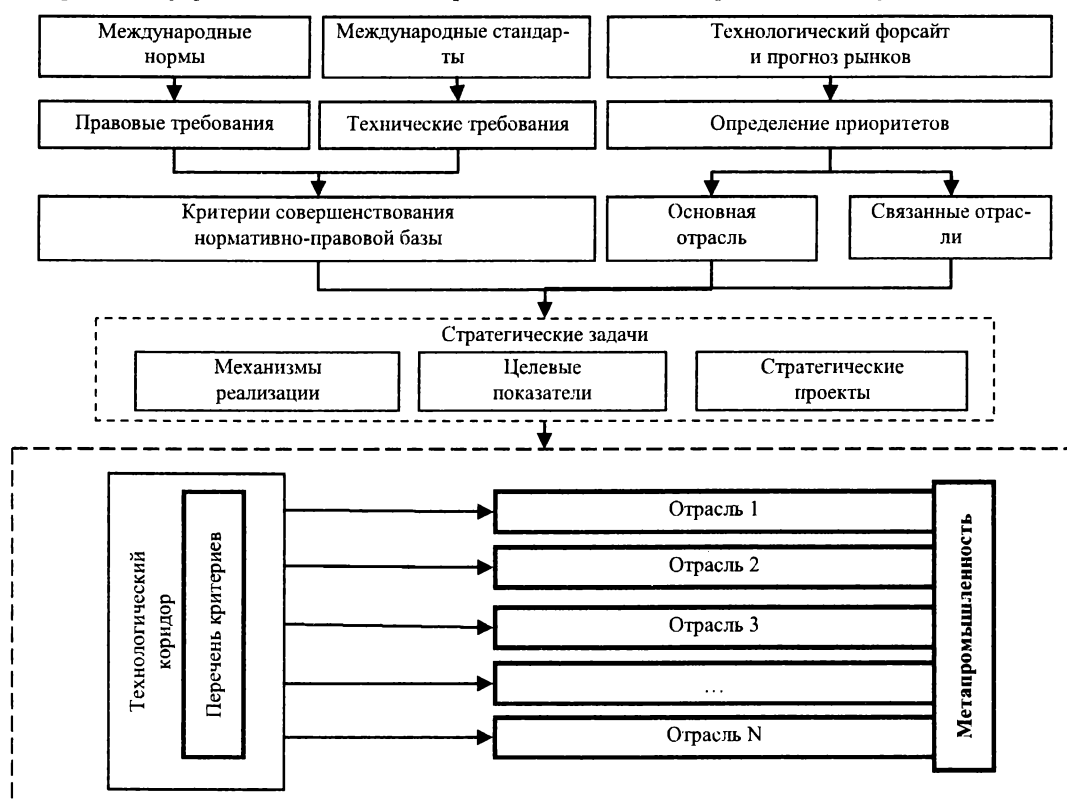 Международные
нормы
Международные стандар-
ты
Технологический форсайт
и прогноз рынков
Правовые требования
Технические требования
Определение приоритетов
Критерии совершенствования
нормативно-правовой базы
Основная
отрасль
Связанные отрас-
ли
Стратегические задачи
Механизмы
реализации
Целевые
показатели
Стратегические
проекты
Технологический
коридор
Перечень критериев
Отрасль 1
Отрасль 2
Отрасль 3
...
Отрасль N
Метапромышленность